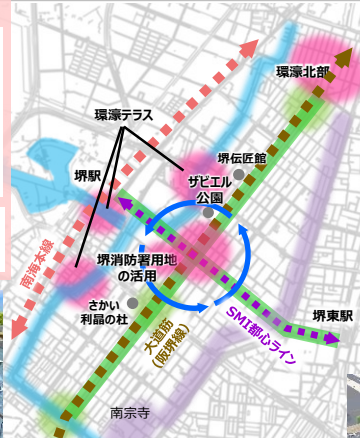 環濠北部
環濠テラス
堺伝匠館
堺駅
ザビエル
公園
南海本線
堺消防署用地
の活用
さかい
利晶の杜
大道筋
(阪堺線)
SMI都心ライン
堺東駅
南宗寺